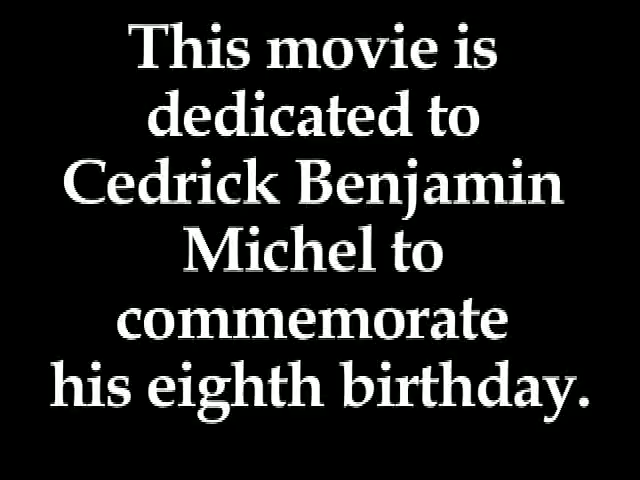 This movie is
dedicated to
Cedrick Benjamin
Michel to
commemorate
his eighth birthday.